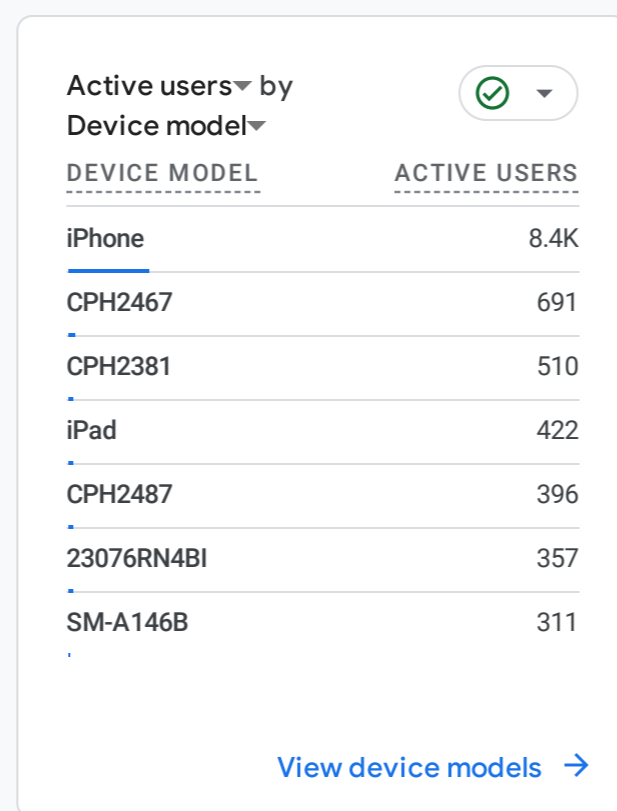 Active users by
Device model
DEVICE MODEL ACTIVE USERS
iPhone 8.4K
CPH2467 691
CPH2381 510
iPad 422
CPH2487 396
23076RN4BI 357
SM-A146B 311
View device models